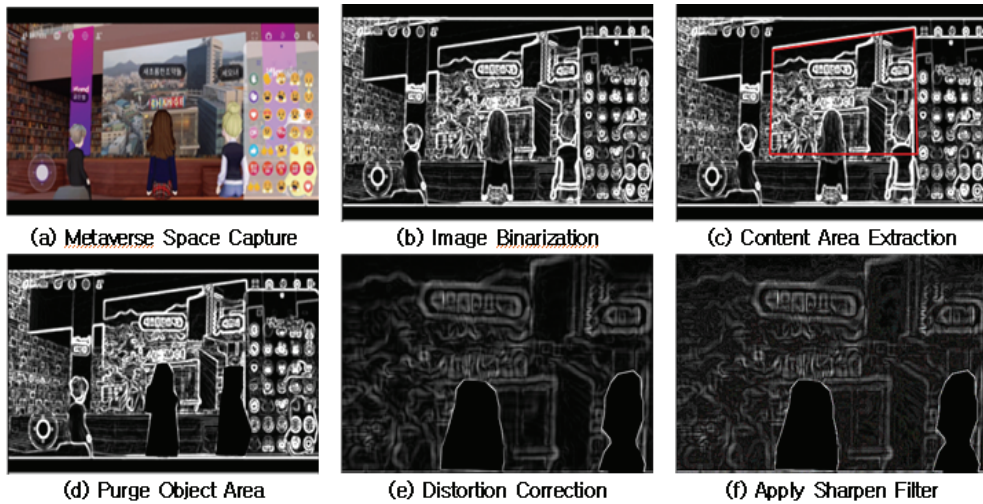 (a) Metaverse Space Capture
(b) Image Binarization
(c) Content Area Extraction
(d) Purge Object Area
(e) Distortion Correction
(f) Apply Sharpen Filter